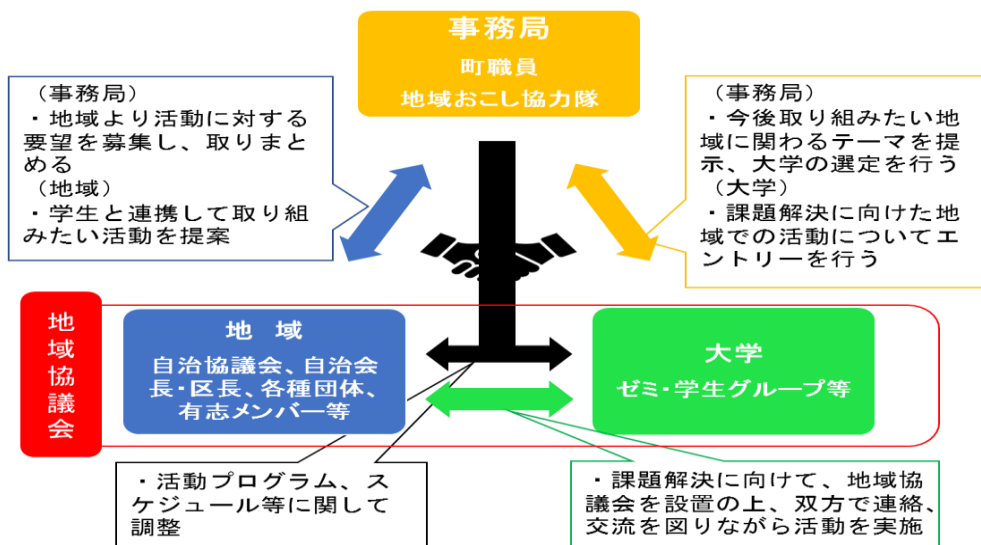 事務局
町職員
地域おこし協力隊
（事務局）
・地域より活動に対する
要望を募集し、取りまと
める
（地域）
・学生と連携して取り組
みたい活動を提案
（事務局）
・今後取り組みたい地
域に関わるテーマを提
示、大学の選定を行う
（大学）
・課題解決に向けた地
域での活動についてエ
ントリーを行う
地域協議会
地　域
自治協議会、自治会
長・区長、各種団体、
有志メンバー等
大学
ゼミ・学生グループ等
・活動プログラム、ス
ケジュール等に関して
調整
・課題解決に向けて、地域協
議会を設置の上、双方で連絡、
交流を図りながら活動を実施